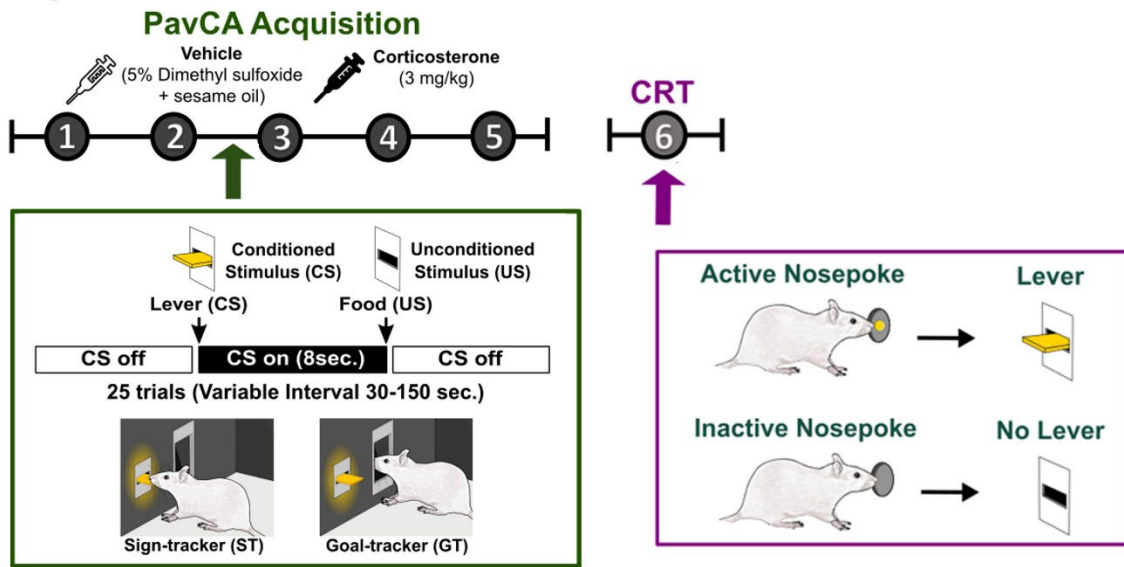 PavCA Acquisition
Vehicle
(5% Dimethyl sulfoxide
+ sesame oil)
Corticosterone
(3 mg/kg)
1 2 3 4 5
CRT
6
Conditioned
Stimulus (CS)
Unconditioned
Stimulus (US)
Lever (CS)
Food (US)
CS off
CS on (8sec.)
CS off
25 trials (Variable Interval 30-150 sec.)
Sign-tracker (ST)
Goal-tracker (GT)
Active Nosepoke
Lever
Inactive Nosepoke
No Lever